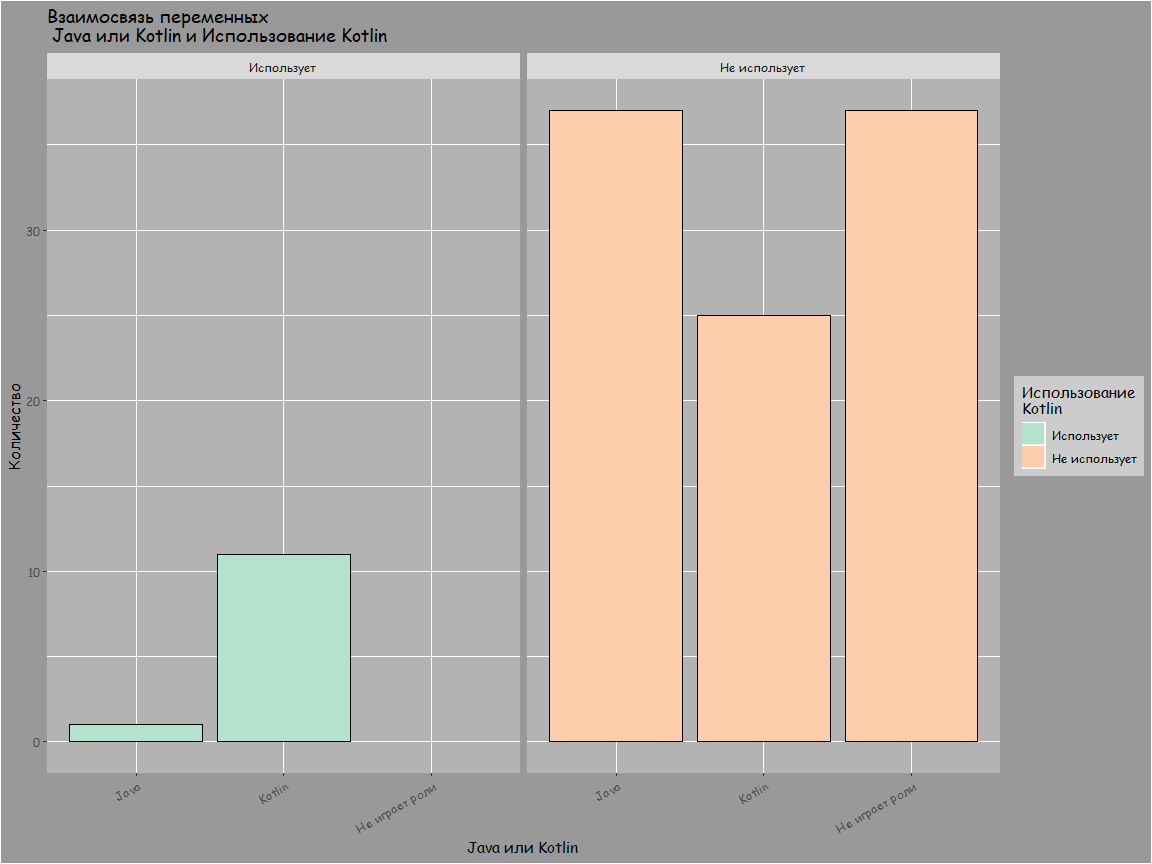 Взаимосвязь переменных
Java или Kotlin и Использование Kotlin
Использует
Не использует
30
20
10
0
Количество
Java
Kotlin
Не играет роли
Java
Kotlin
Не играет роли
Java или Kotlin
Использование
Kotlin
Использует
Не использует